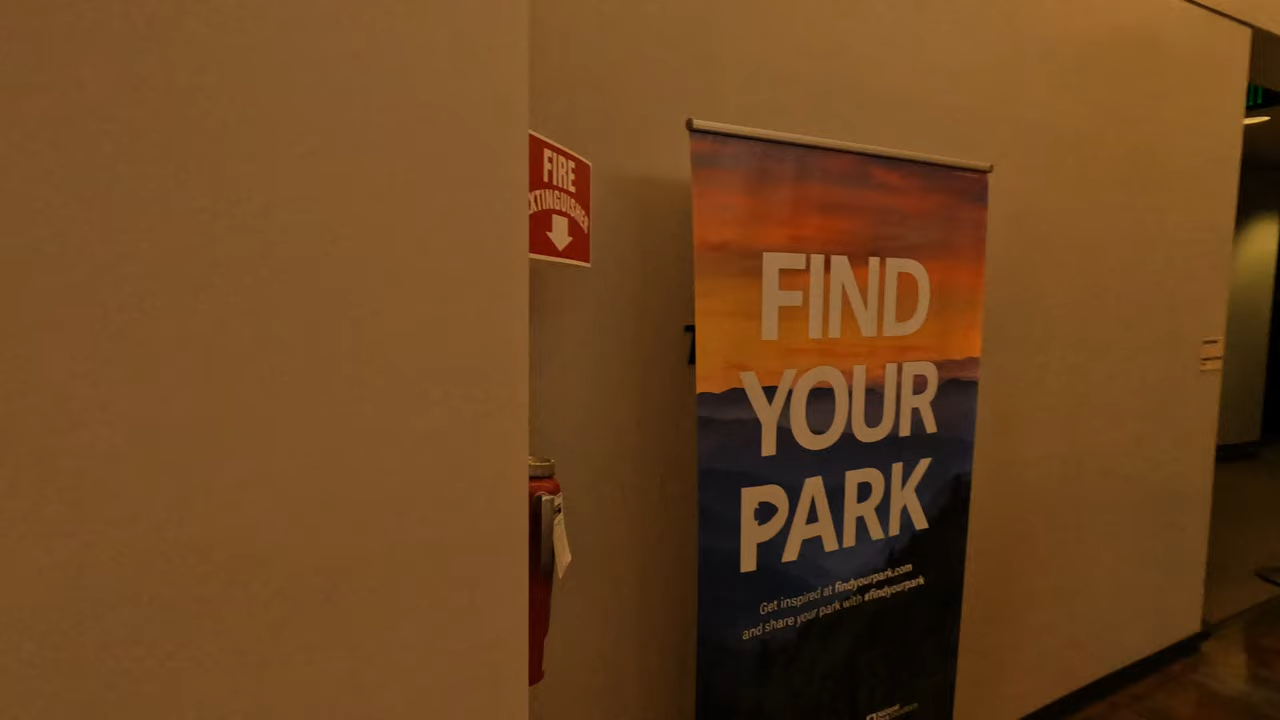 FIRE
EXTINGUISHER
FIND
YOUR
PARK
Get inspired at findyourpark.com
and share your park with #findyourpark